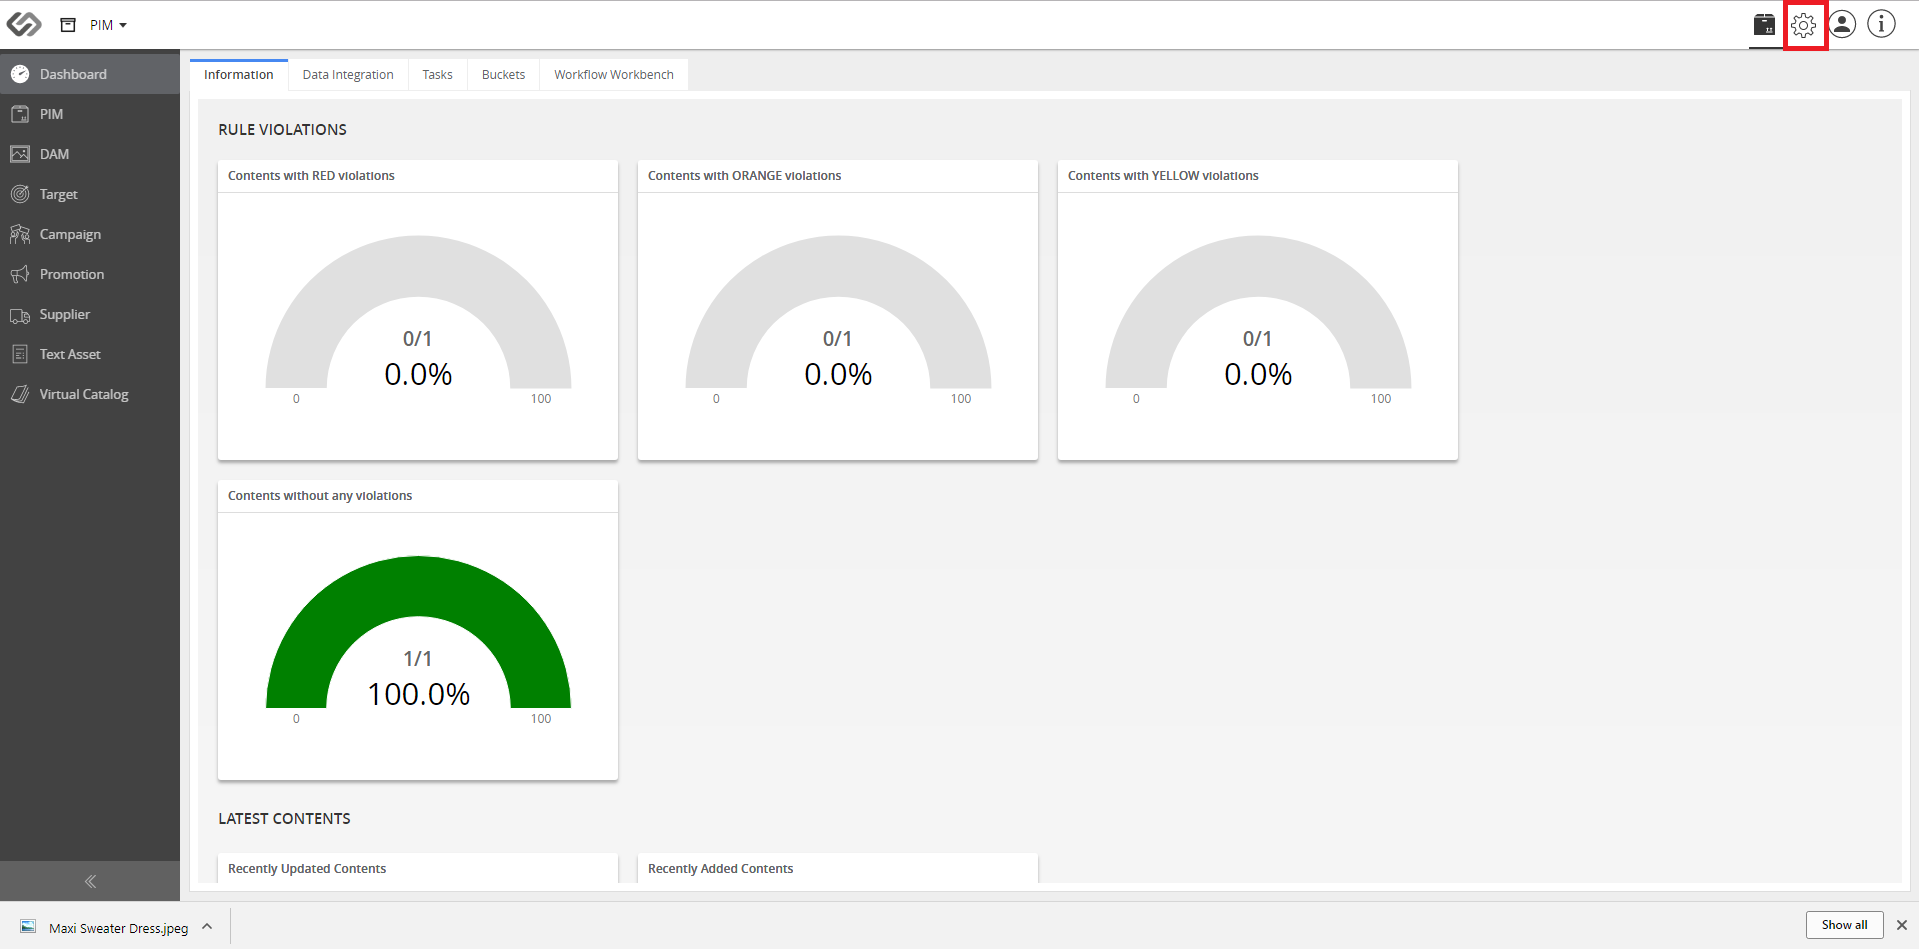 PIM
Dashboard
PIM
DAM
Target
Campaign
Promotion
Supplier
Text Asset
Virtual Catalog
Information
Data Integration
Tasks
Buckets
Workflow Workbench
RULE VIOLATIONS
Contents with RED violations
0/1
0.0%
0
100
Contents with ORANGE violations
0/1
0.0%
0
100
Contents with YELLOW violations
0/1
0.0%
0
100
Contents without any violations
1/1
100.0%
0
100
LATEST CONTENTS
Recently Updated Contents
Recently Added Contents
Maxi Sweater Dress.jpeg
Show all